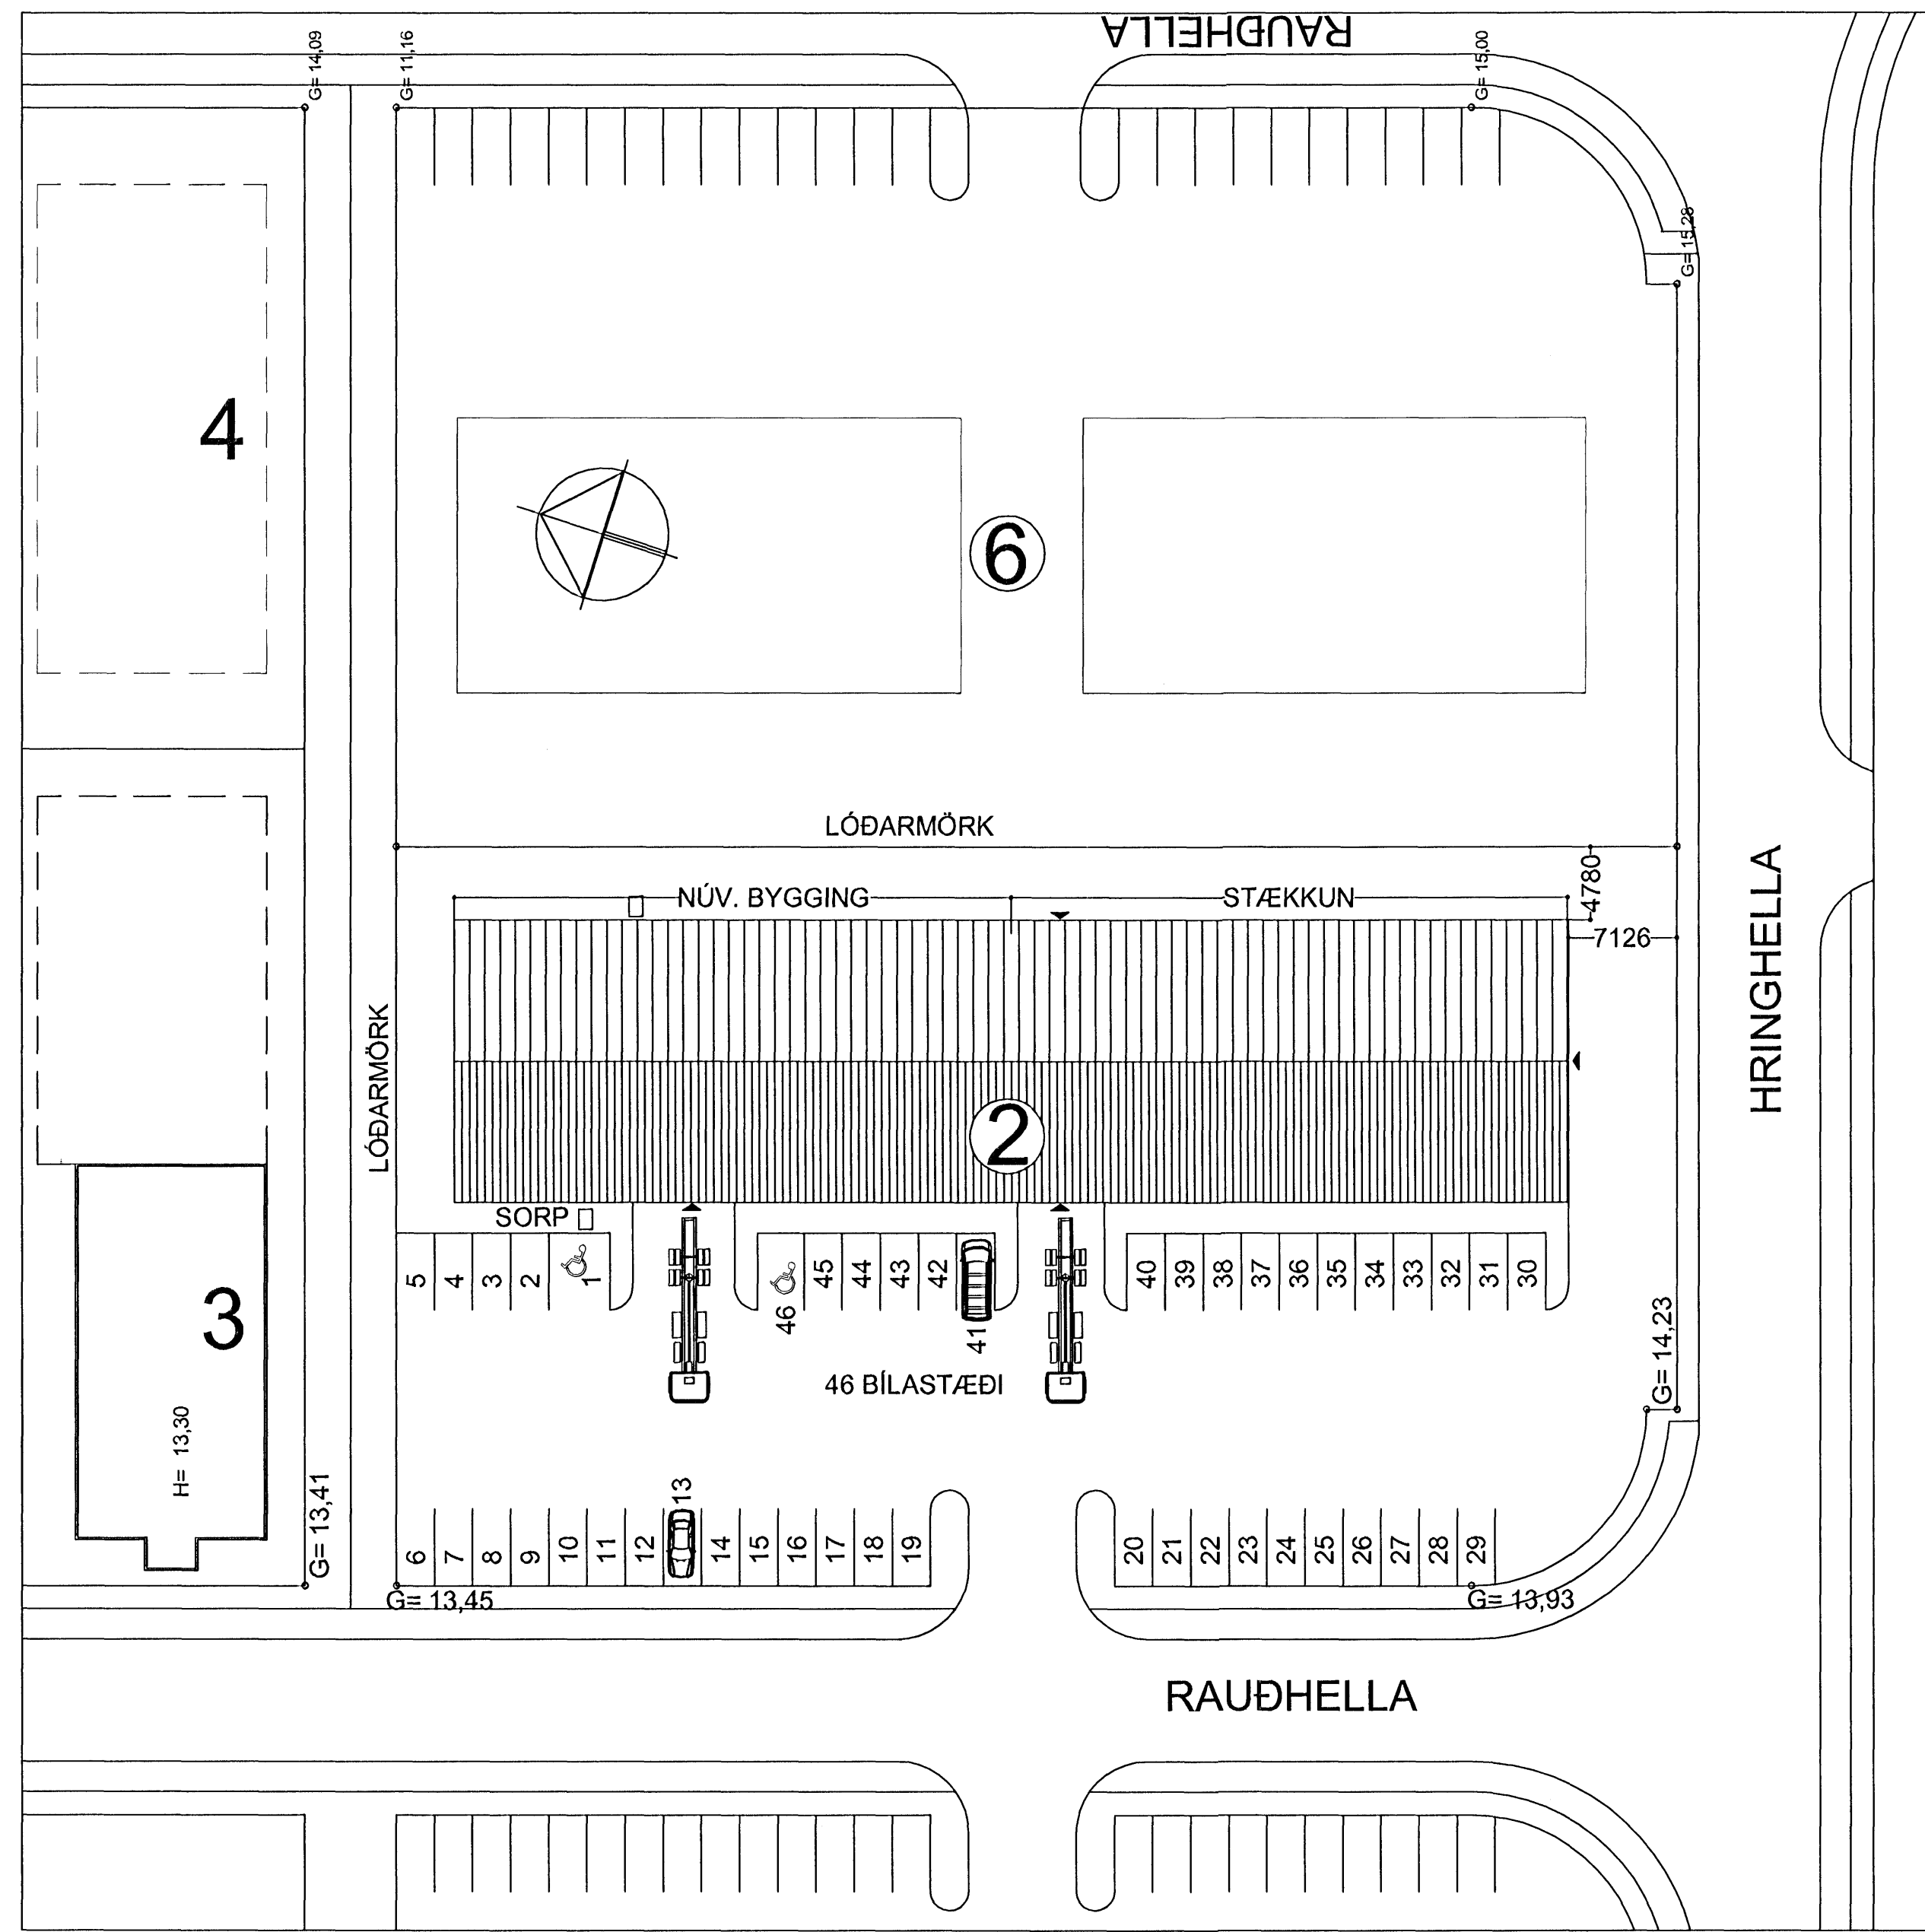 RAUÐHELLA
G= 14,09
G= 11,16
G= 15,00
G= 15,28
4
6
LÓÐARMÖRK
4780
NÚV. BYGGING
STÆKKUN
7126
HRINGHELLA
LÓÐARMÖRK
2
SORP
5
4
3
2
1
46
45
44
43
42
41
40
39
38
37
36
35
34
33
32
31
30
3
H= 13,30
46 BÍLASTÆÐI
G= 14,23
G= 13,41
6
7
8
9
10
11
12
13
14
15
16
17
18
19
20
21
22
23
24
25
26
27
28
29
G= 13,45
G= 13,93
RAUÐHELLA